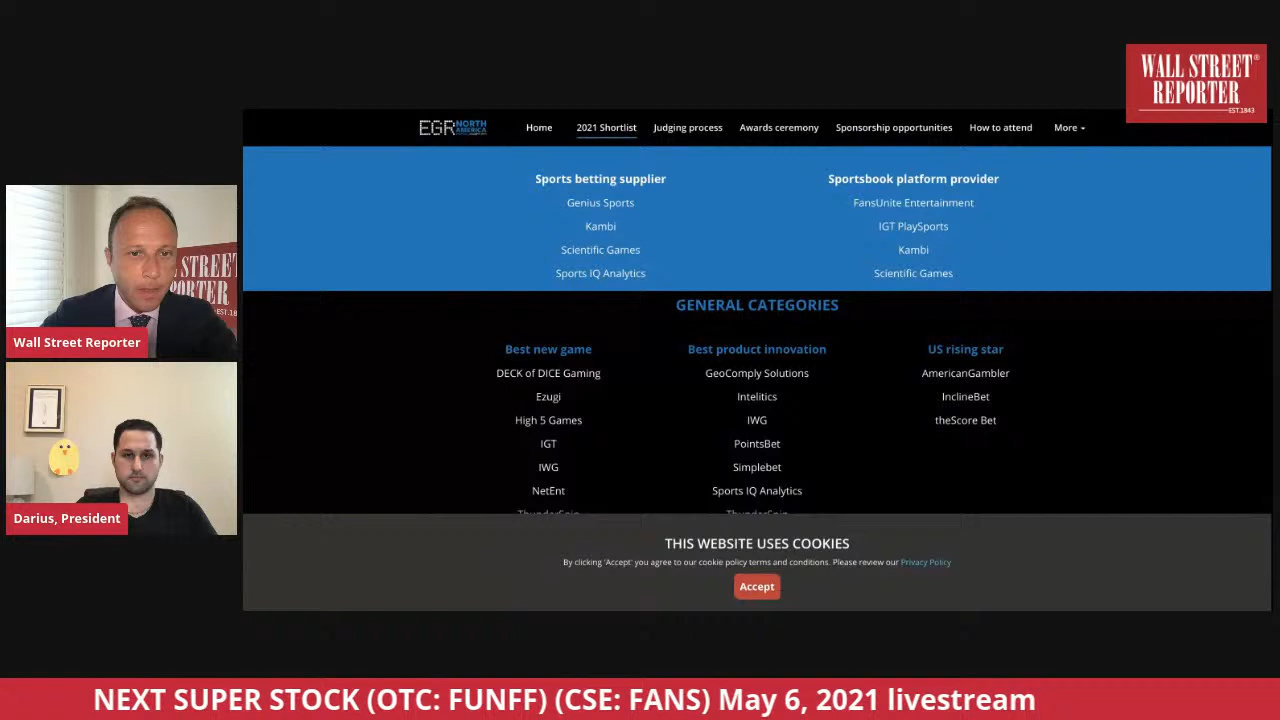 WALL STREET®
REPORTER
EST.1843
EGR NORTH
AMERICA
Home
2021 Shortlist
Judging process
Awards ceremony
Sponsorship opportunities
How to attend
More
Sports betting supplier
Genius Sports
Kambi
Scientific Games
Sports IQ Analytics
Sportsbook platform provider
FansUnite Entertainment
IGT PlaySports
Kambi
Scientific Games
GENERAL CATEGORIES
Best new game
DECK of DICE Gaming
Ezugi
High 5 Games
IGT
IWG
NetEnt
ThunderSpin
Best product innovation
GeoComply Solutions
Intelitics
IWG
PointsBet
Simplebet
Sports IQ Analytics
ThunderSpin
US rising star
AmericanGambler
InclineBet
theScore Bet
THIS WEBSITE USES COOKIES
By clicking 'Accept' you agree to our cookie policy terms and conditions. Please review our Privacy Policy
Accept
STREET
REPORTER
Wall Street Reporter
Darius, President
NEXT SUPER STOCK (OTC: FUNFF) (CSE: FANS) May 6, 2021 livestream